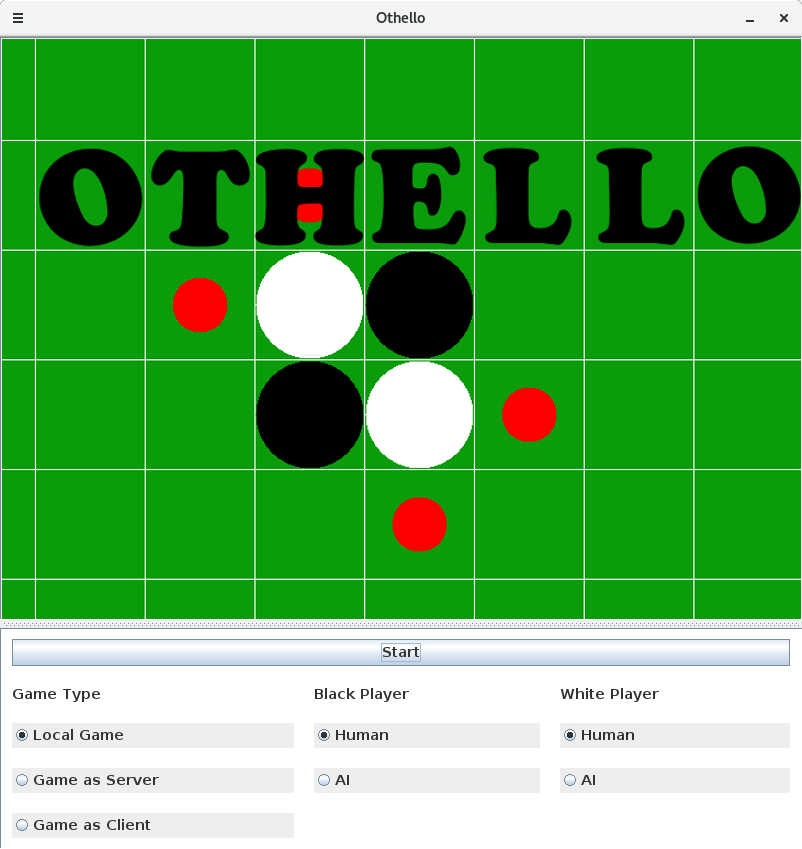 Othello
OTHELLO
Start
Game Type Black Player White Player
Local Game Human Human
Game as Server AI AI
Game as Client